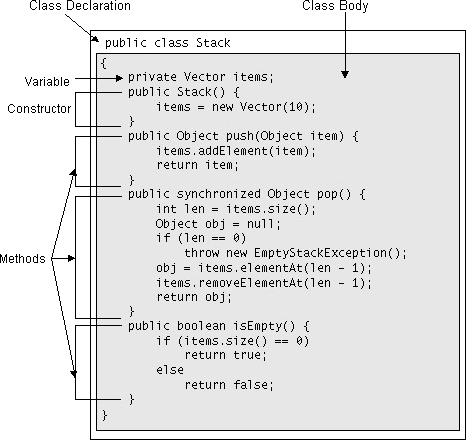 Class Declaration
Class Body
public class Stack
{
Variable
private Vector items;
Constructor
public Stack() {
items = new Vector(10);
}
public Object push(Object item) {
items.addElement(item);
return item;
}
public synchronized Object pop() {
int len = items.size();
Object obj = null;
if (len == 0)
throw new EmptyStackException();
Methods
obj = items.elementAt(len - 1);
items.removeElementAt(len - 1);
return obj;
}
public boolean isEmpty() {
if (items.size() == 0)
return true;
else
return false;
}
}